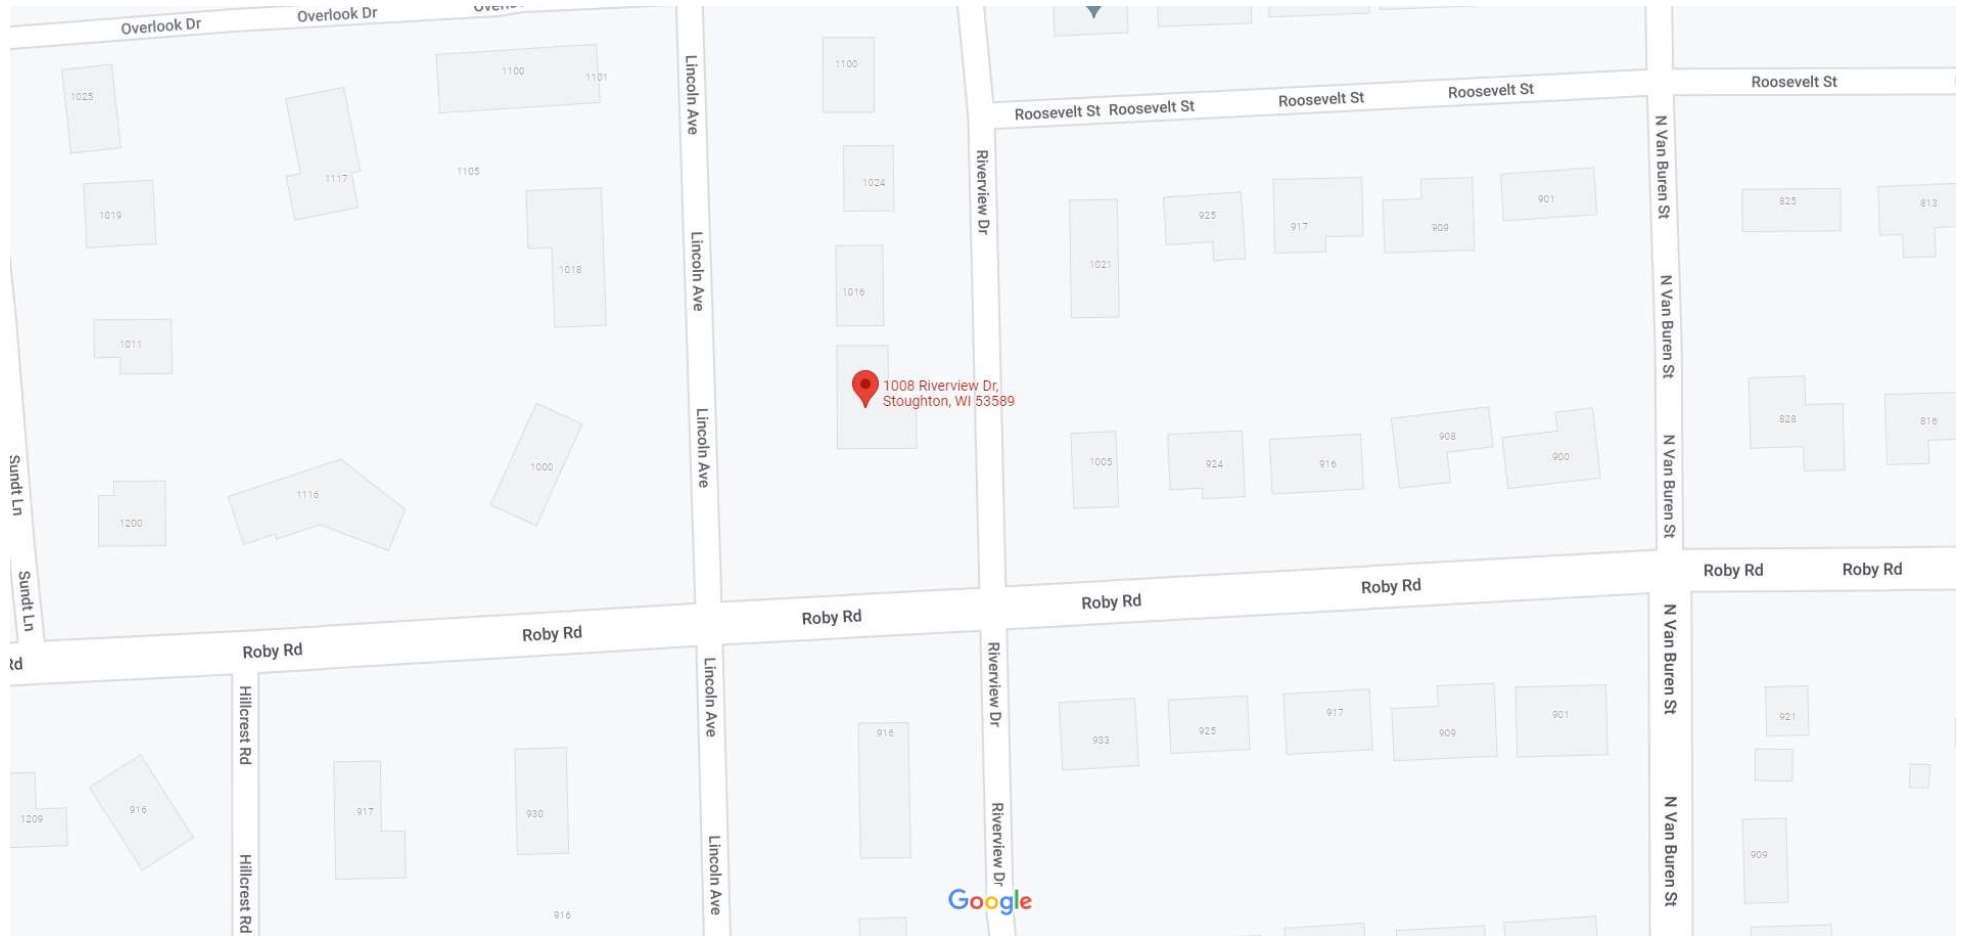 Overlook Dr
Overlook Dr
1025
1100
1101
Lincoln Ave
1100
Roosevelt St
Roosevelt St
Roosevelt St
Roosevelt St
Roosevelt St
N Van Buren St
1117
1105
1019
1024
Riverview Dr
925
917
909
901
825
813
1018
Lincoln Ave
1016
1021
N Van Buren St
1011
1008 Riverview Dr,
Stoughton, WI 53589
Sundt Ln
1200
1116
1000
Lincoln Ave
1005
924
916
908
900
N Van Buren St
828
816
Sundt Ln
Rd
Roby Rd
Roby Rd
Roby Rd
Roby Rd
Roby Rd
Roby Rd
Roby Rd
Hillcrest Rd
Lincoln Ave
Riverview Dr
N Van Buren St
916
933
925
917
909
901
921
1209
916
917
930
Lincoln Ave
Riverview Dr
N Van Buren St
909
Hillcrest Rd
916
Google